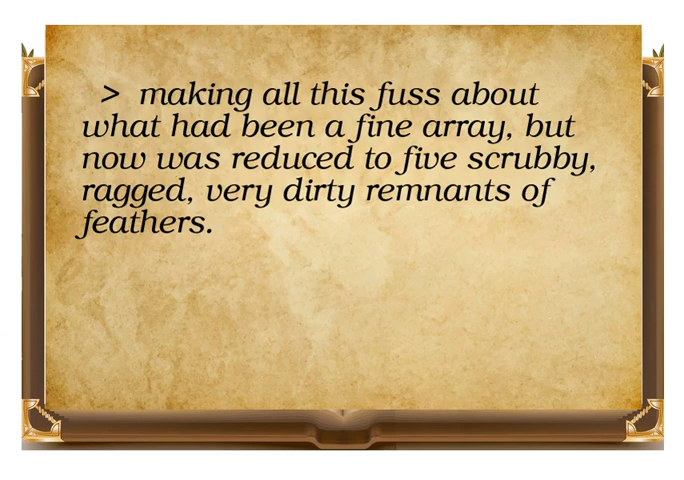 > making all this fuss about
what had been a fine array, but
now was reduced to five scrubby,
ragged, very dirty remnants of
feathers.